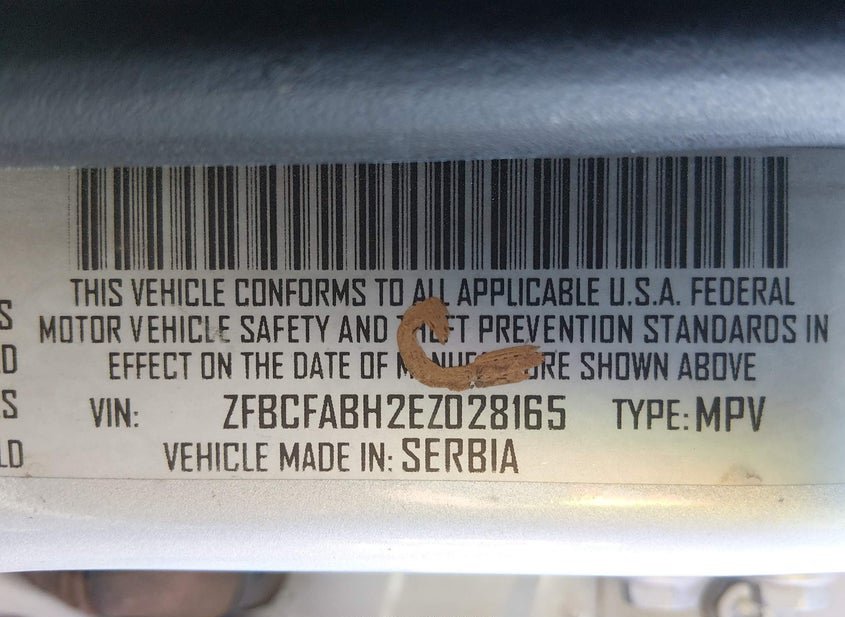 THIS VEHICLE CONFORMS TO ALL APPLICABLE U.S.A. FEDERAL
MOTOR VEHICLE SAFETY AND THEFT PREVENTION STANDARDS IN
EFFECT ON THE DATE OF SHOWN ABOVE
VIN: ZFBCFABH2EZ028165 TYPE: MPV
VEHICLE MADE IN: SERBIA